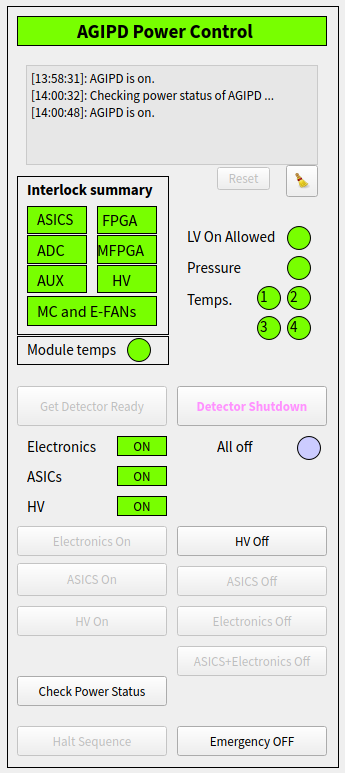 AGIPD Power Control
[13:58:31]: AGIPD is on.
[14:00:32]: Checking power status of AGIPD ...
[14:00:48]: AGIPD is on.
Reset
Interlock summary
ASICS FPGA
ADC MFPGA
AUX HV
MC and E-FANs
Module temps
LV On Allowed
Pressure
Temps. 1 2
3 4
Get Detector Ready Detector Shutdown
Electronics ON All off
ASICs ON
HV ON
Electronics On HV Off
ASICS On ASICS Off
HV On Electronics Off
ASICS+Electronics Off
Check Power Status
Halt Sequence Emergency OFF